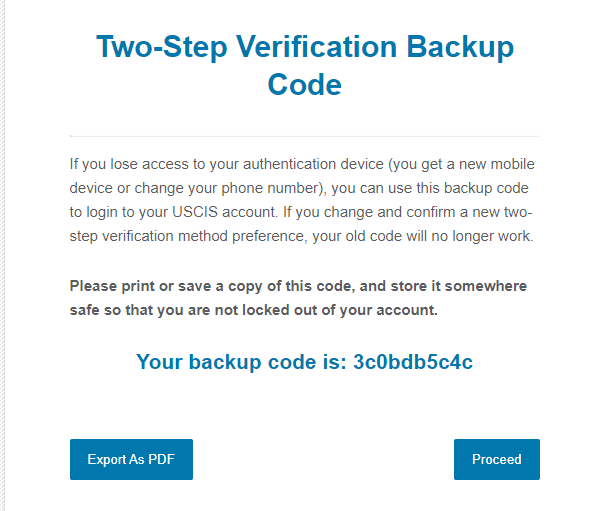 Two-Step Verification Backup
Code
If you lose access to your authentication device (you get a new mobile
device or change your phone number), you can use this backup code
to login to your USCIS account. If you change and confirm a new two-
step verification method preference, your old code will no longer work.
Please print or save a copy of this code, and store it somewhere
safe so that you are not locked out of your account.
Your backup code is: 3c0bdb5c4c
Export As PDF
Proceed